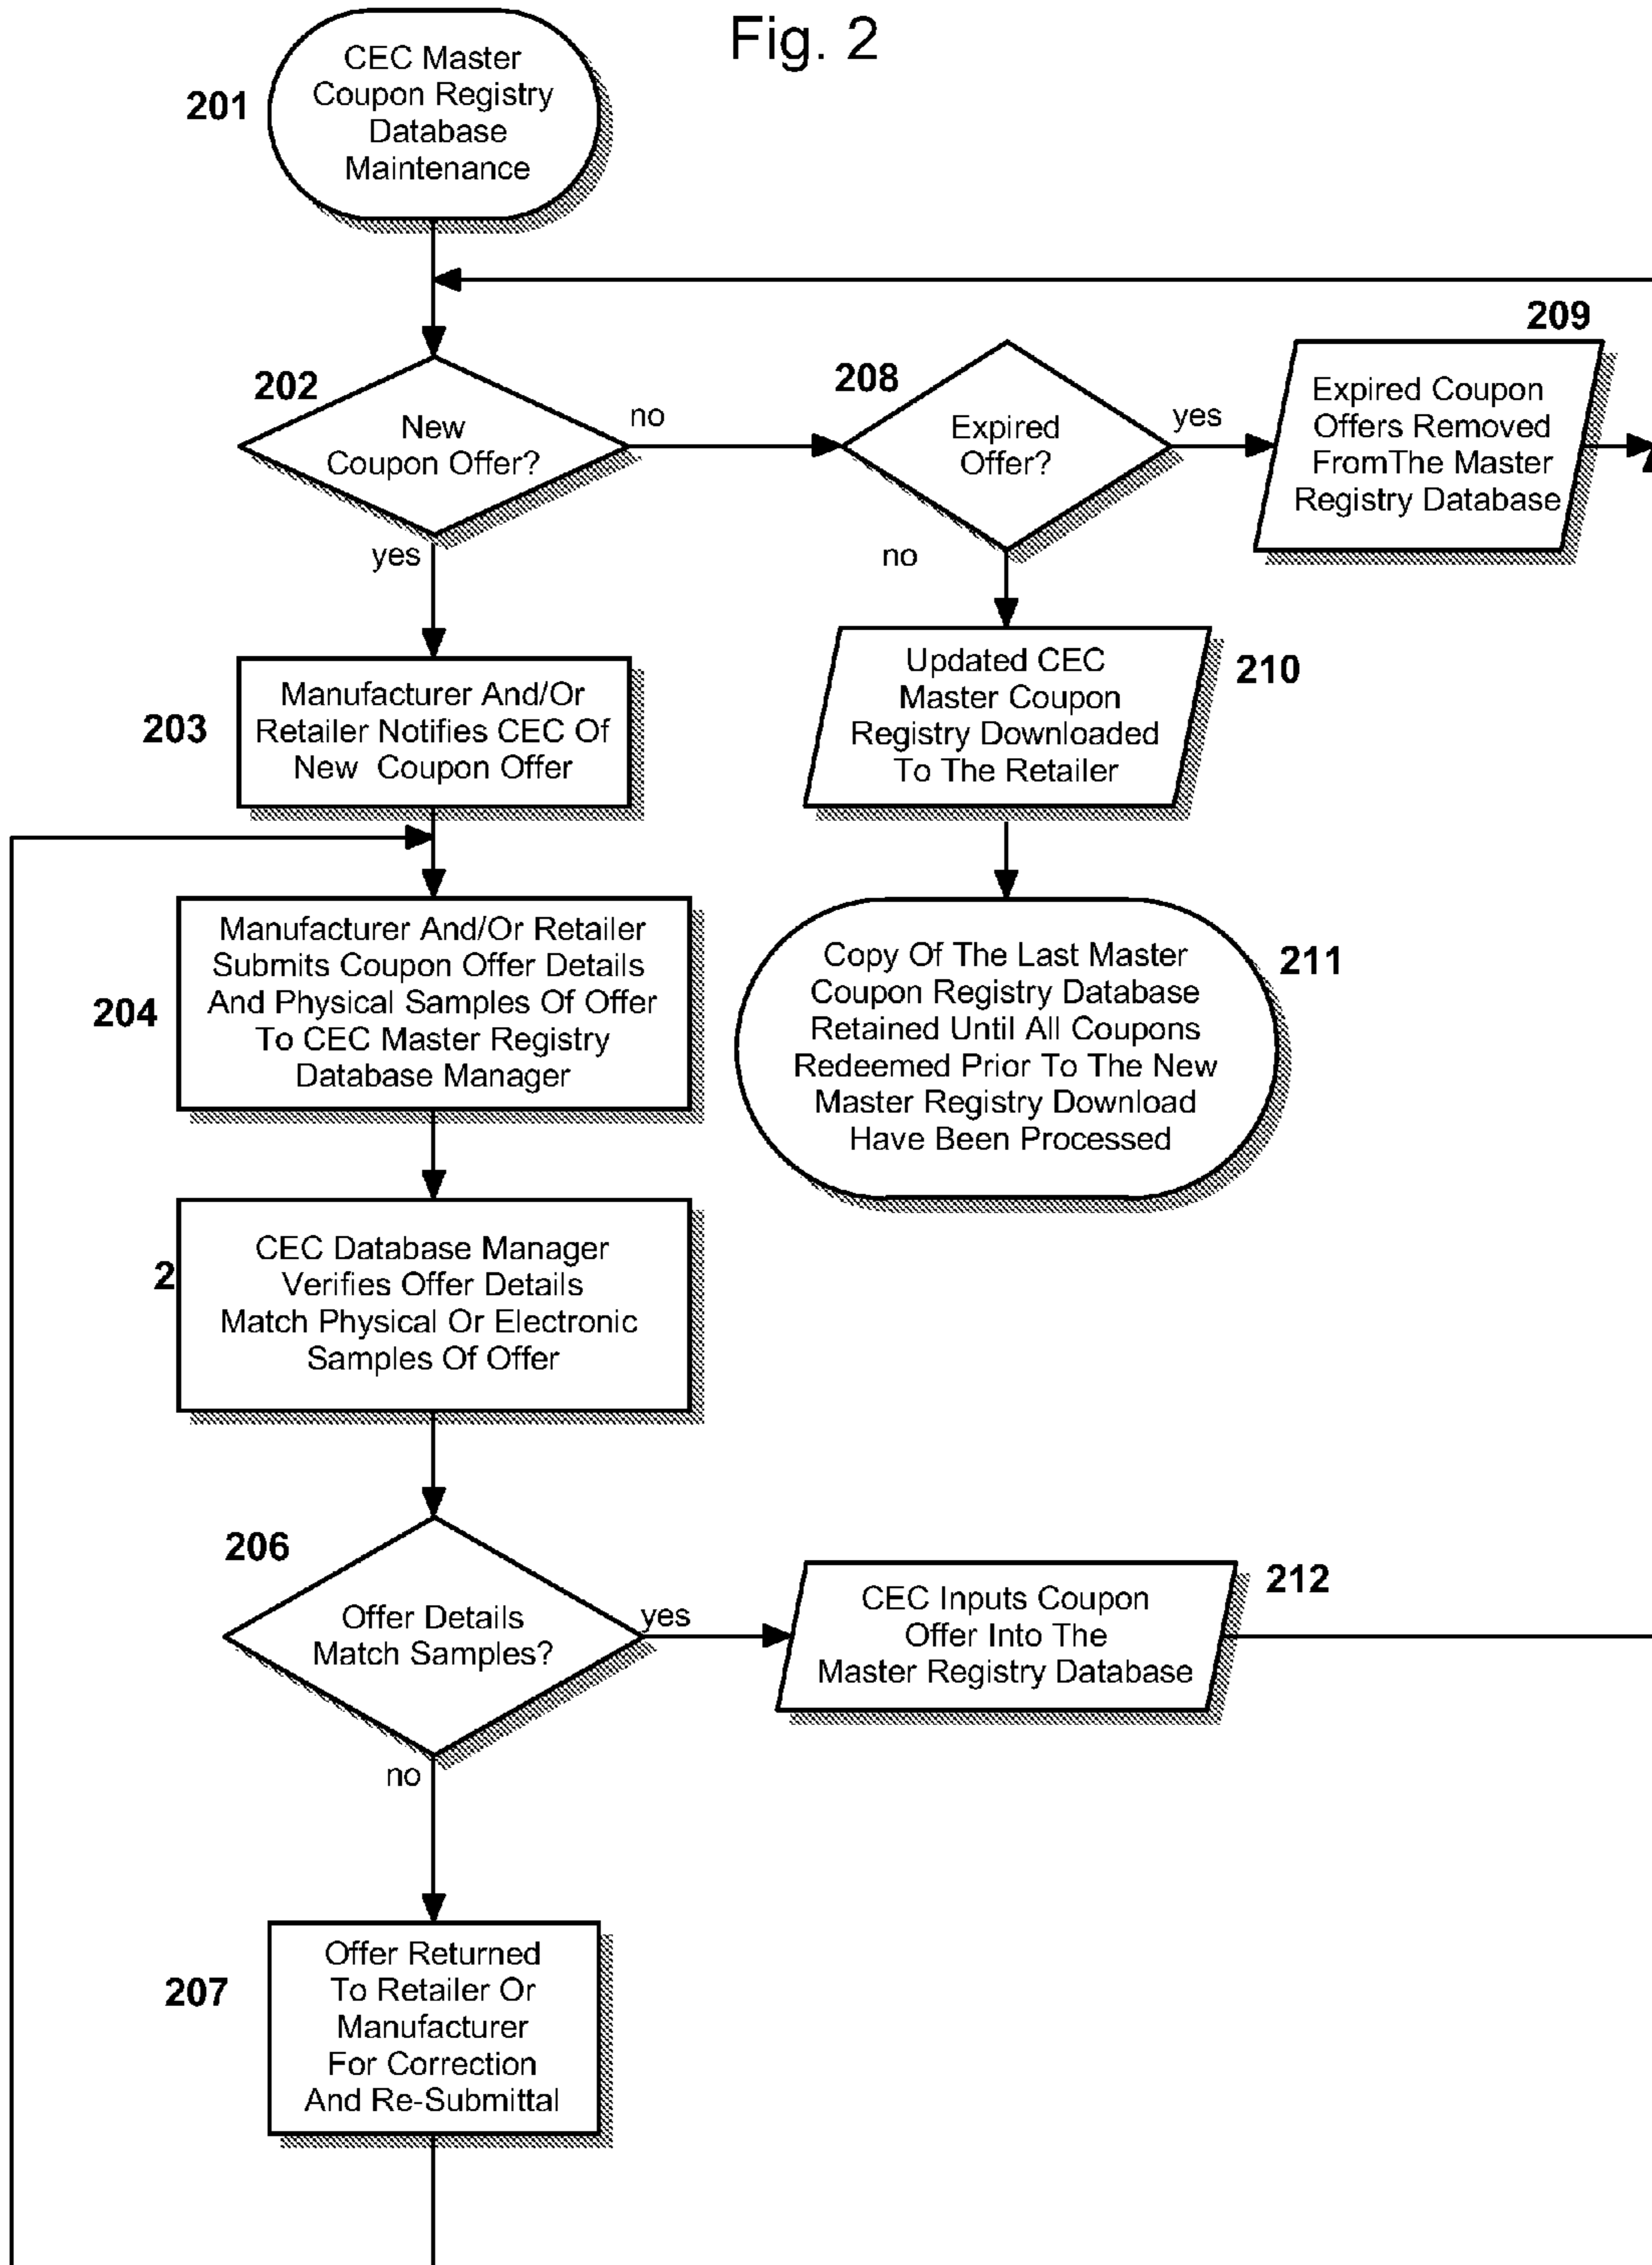 Fig. 2
201
CEC Master
Coupon Registry
Database
Maintenance
202
New
Coupon Offer?
no
yes
208
Expired
Offer?
yes
no
209
Expired Coupon
Offers Removed
FromThe Master
Registry Database
203
Manufacturer And/Or
Retailer Notifies CEC Of
New Coupon Offer
210
Updated CEC
Master Coupon
Registry Downloaded
To The Retailer
204
Manufacturer And/Or Retailer
Submits Coupon Offer Details
And Physical Samples Of Offer
To CEC Master Registry
Database Manager
211
Copy Of The Last Master
Coupon Registry Database
Retained Until All Coupons
Redeemed Prior To The New
Master Registry Download
Have Been Processed
2
CEC Database Manager
Verifies Offer Details
Match Physical Or Electronic
Samples Of Offer
206
Offer Details
Match Samples?
yes
no
212
CEC Inputs Coupon
Offer Into The
Master Registry Database
207
Offer Returned
To Retailer Or
Manufacturer
For Correction
And Re-Submittal